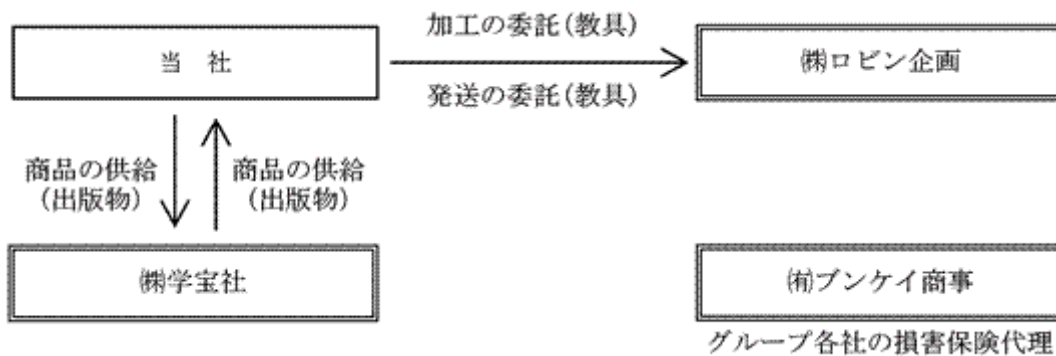 加工の委託(教具)
当 社
㈱ロビン企画
発送の委託(教具)
商品の供給
(出版物)
商品の供給
(出版物)
㈱学宝社
㈲ブンケイ商事
グループ各社の損害保険代理